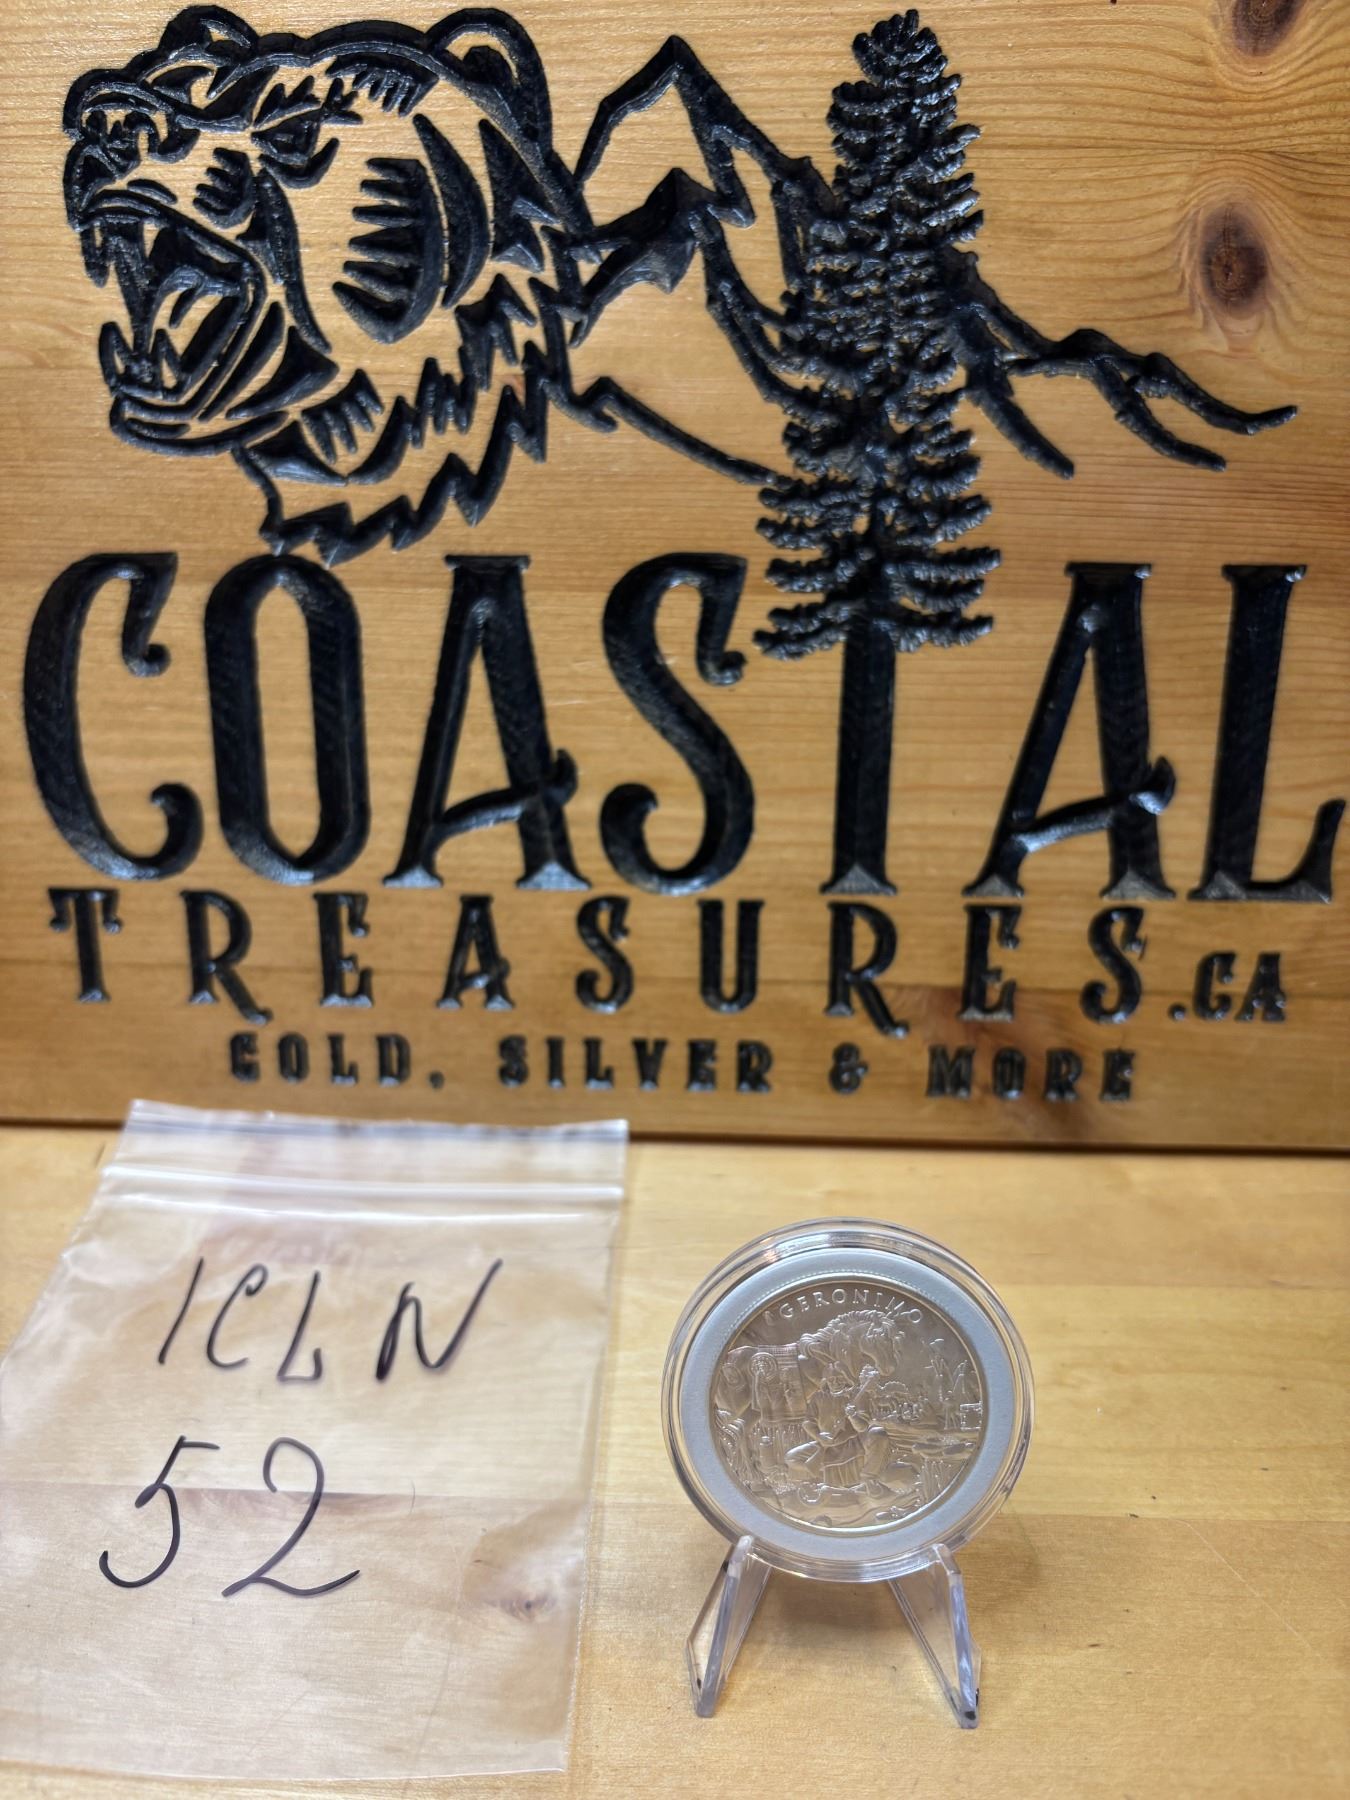 COASTAL
TREASURES.CA
GOLD, SILVER & MORE
ICLN
52
GERONIMO